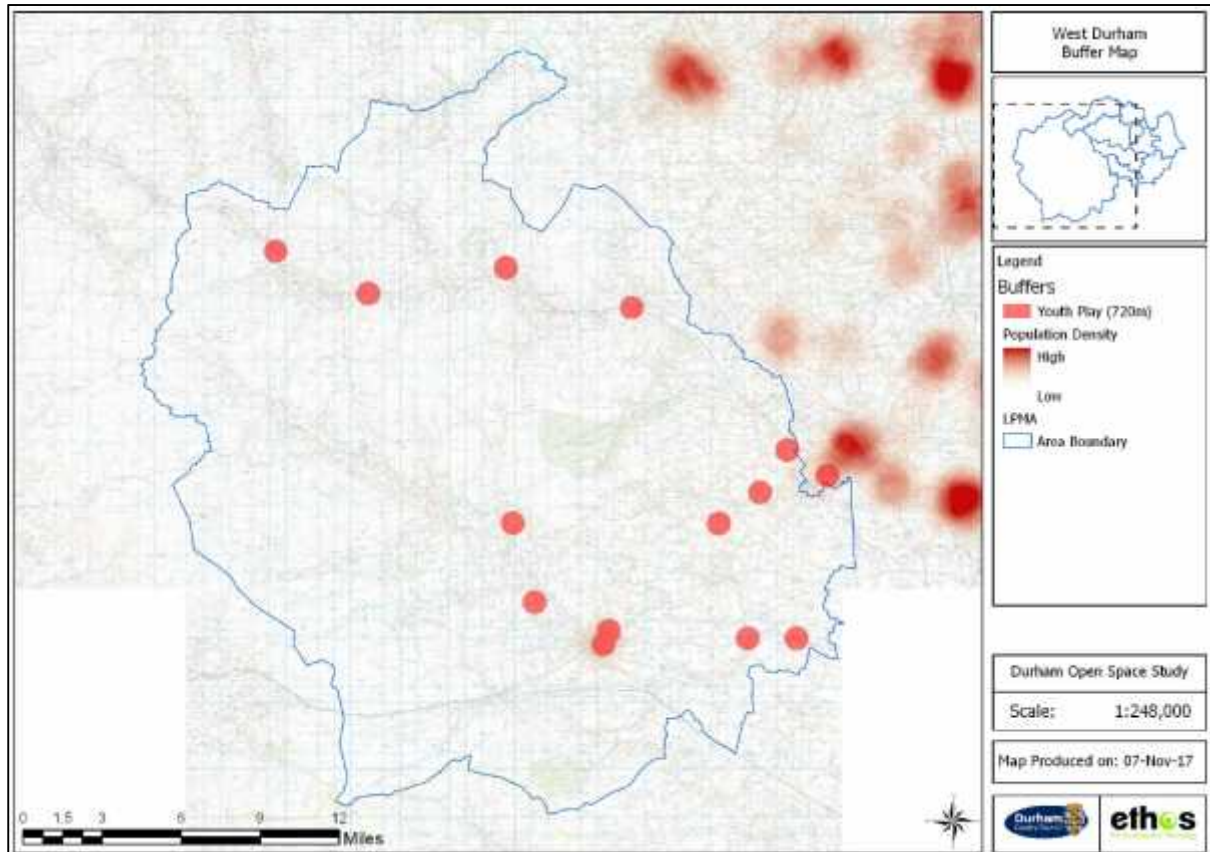 West Durham
Buffer Map
Legend
Buffers
Youth Play (720m)
Population Density
High
Low
LPMA
Area Boundary
Durham Open Space Study
Scale: 1:248,000
Map Produced on: 07-Nov-17
Durham
ethos
0 1.5 3 6 9 12
Miles